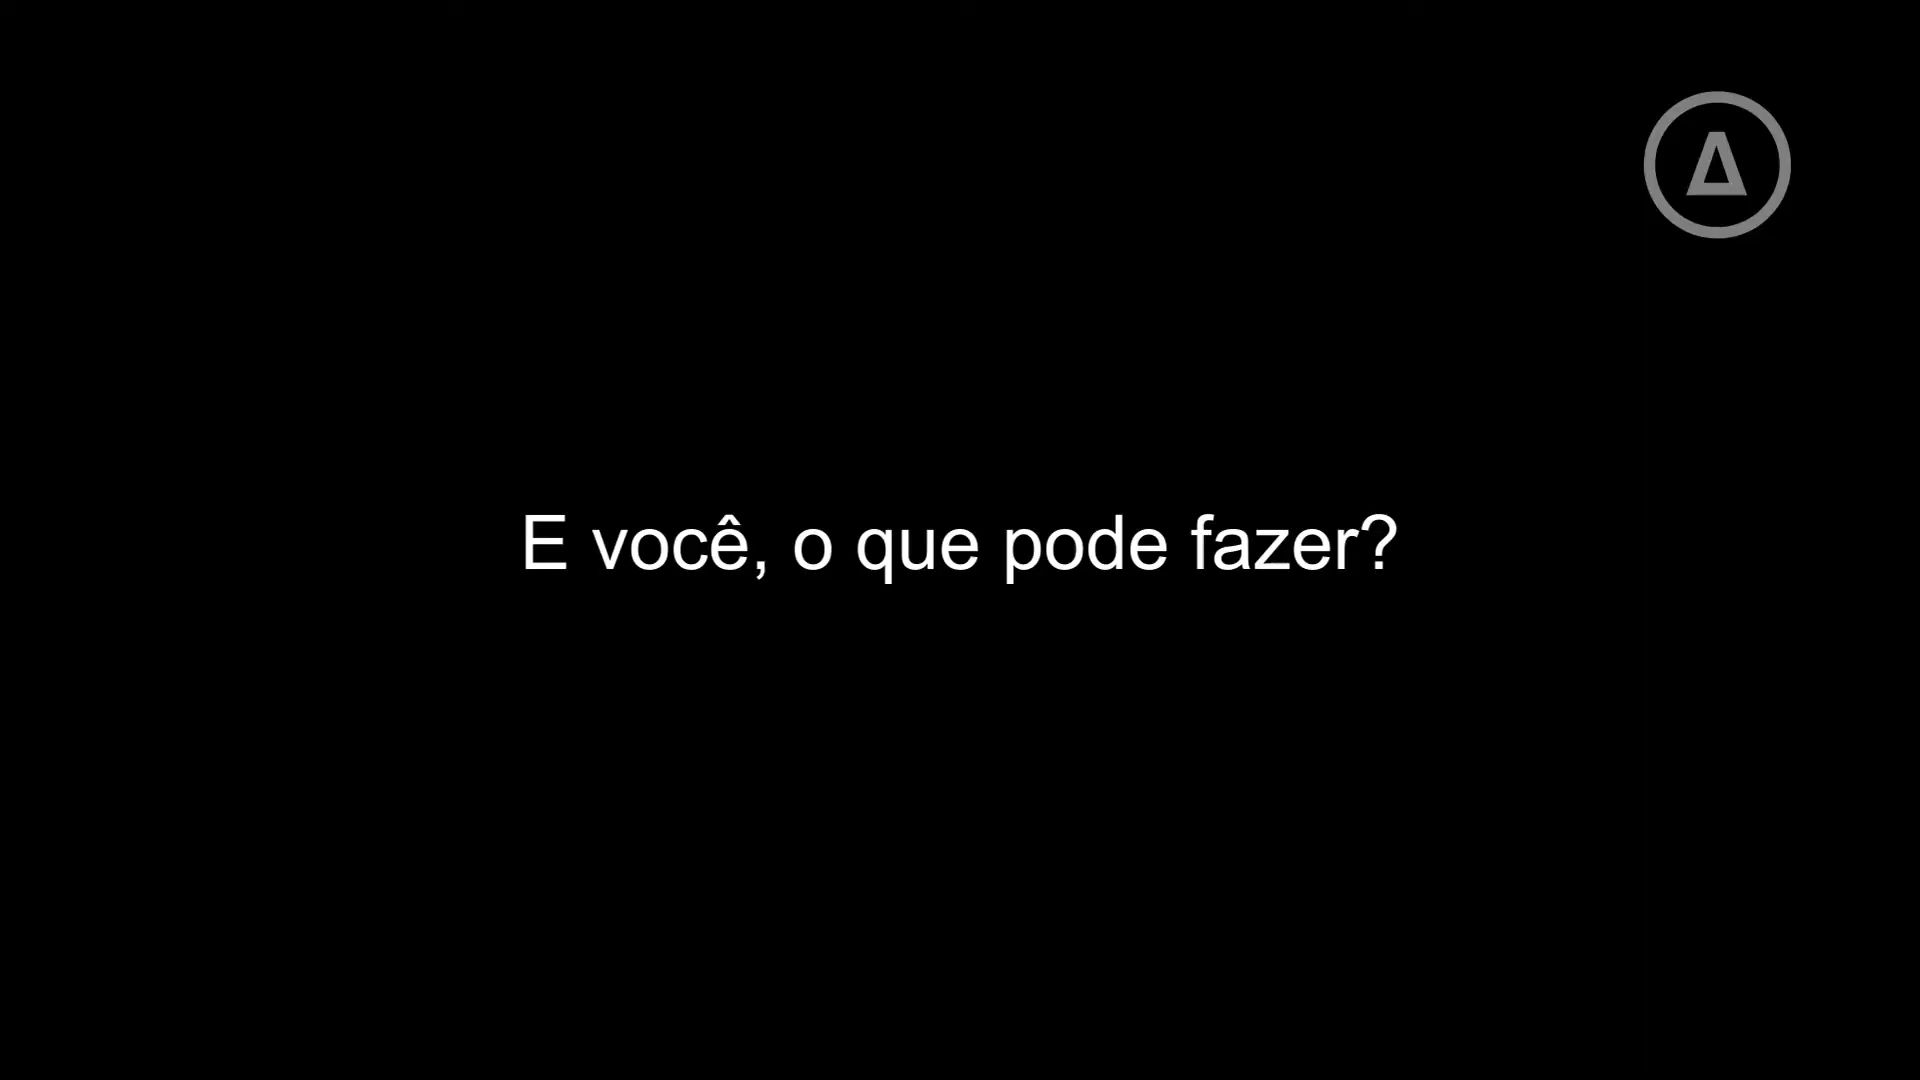 Δ
E você, o que pode fazer?